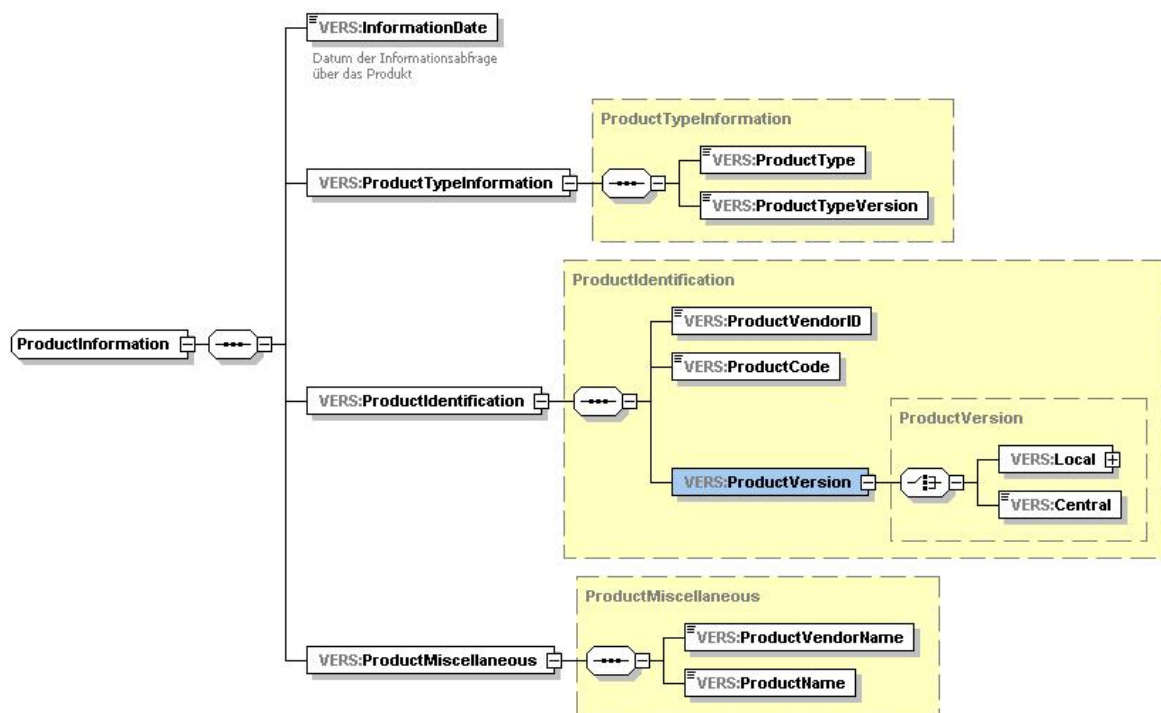 VERS:InformationDate
Datum der Informationsabfrage
über das Produkt
ProductTypeInformation
VERS:ProductType
VERS:ProductTypeInformation
VERS:ProductTypeVersion
ProductIdentification
VERS:ProductVendorID
ProductInformation
VERS:ProductCode
VERS:ProductIdentification
ProductVersion
VERS:Local
VERS:ProductVersion
VERS:Central
ProductMiscellaneous
VERS:ProductVendorName
VERS:ProductMiscellaneous
VERS:ProductName